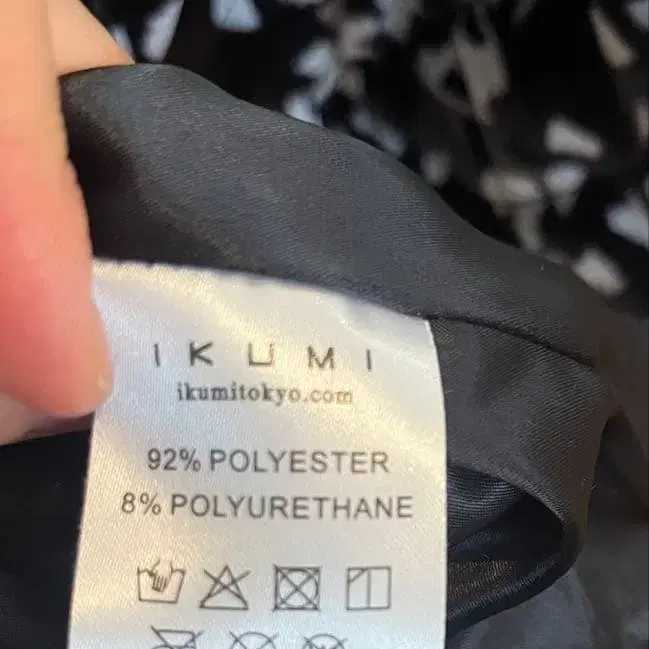 IKUMI
ikumitokyo.com
92% POLYESTER
8% POLYURETHANE